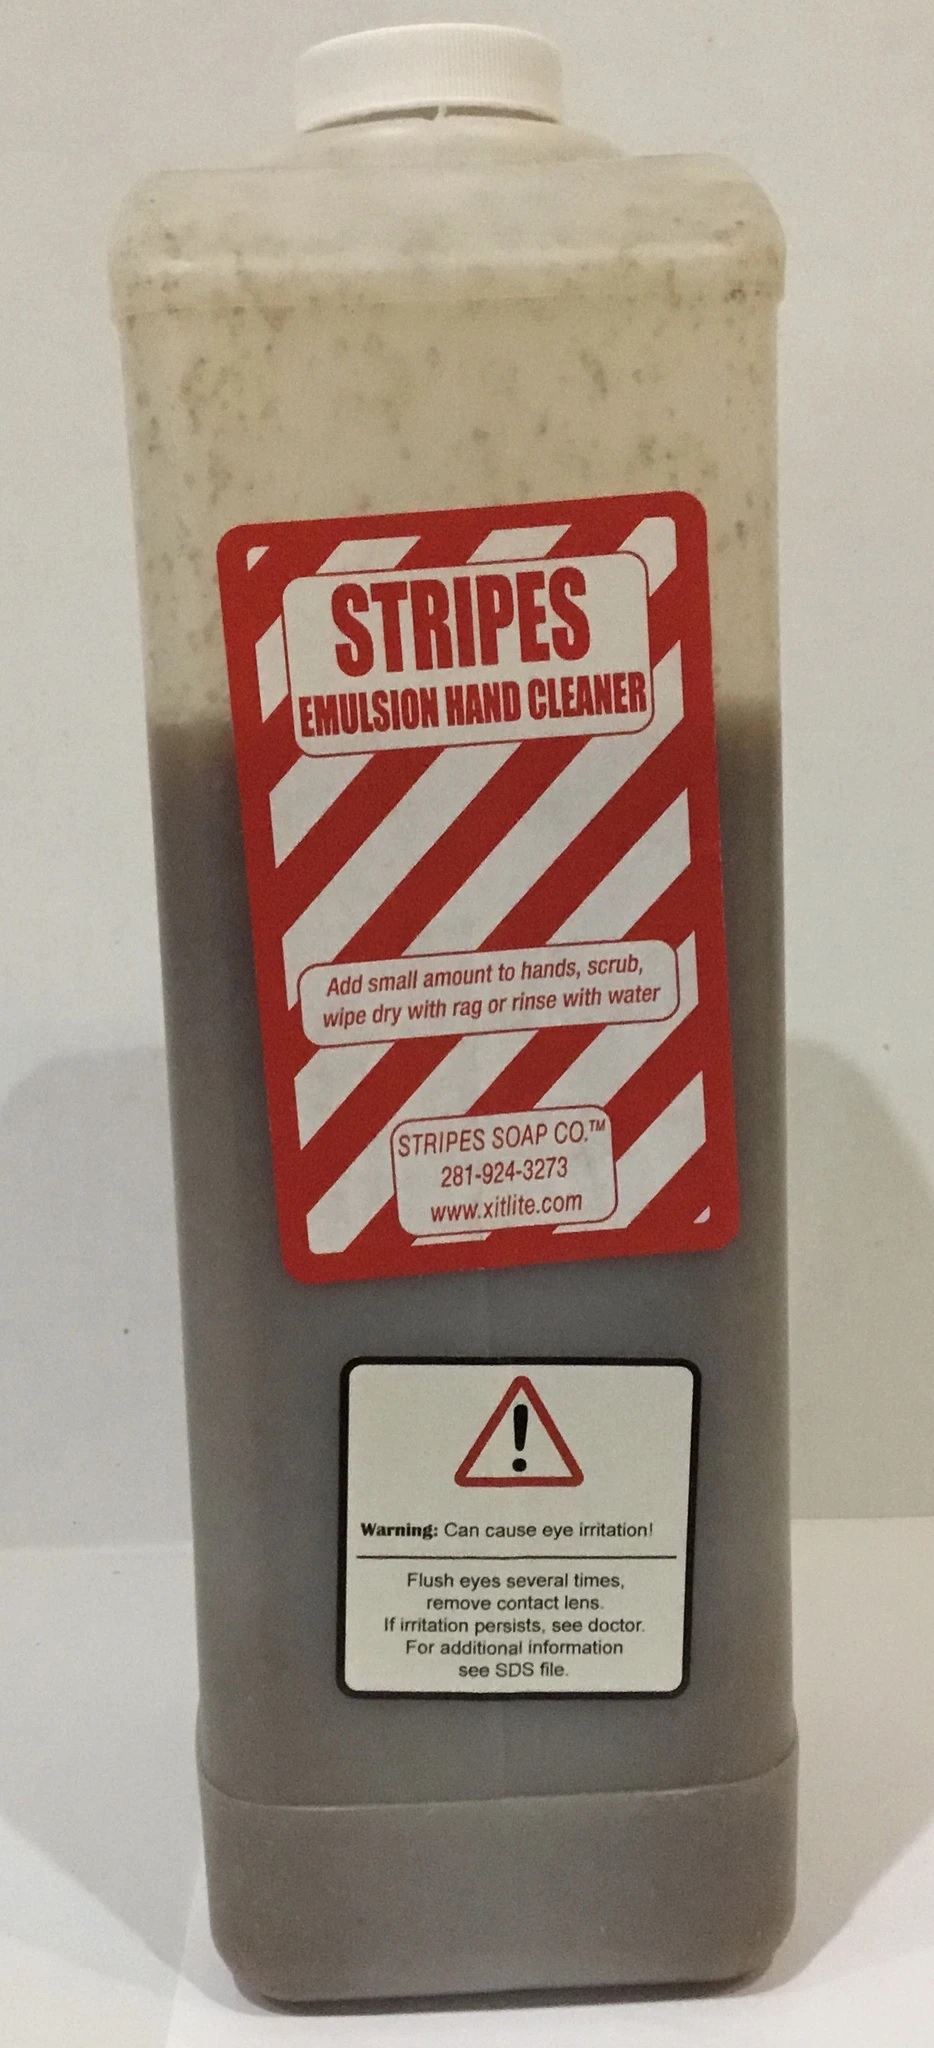 STRIPES
EMULSION HAND CLEANER
Add small amount to hands, scrub,
wipe dry with rag or rinse with water
STRIPES SOAP CO.™
281-924-3273
www.xitlite.com
!
Warning: Can cause eye irritation!
Flush eyes several times,
remove contact lens.
If irritation persists, see doctor.
For additional information
see SDS file.